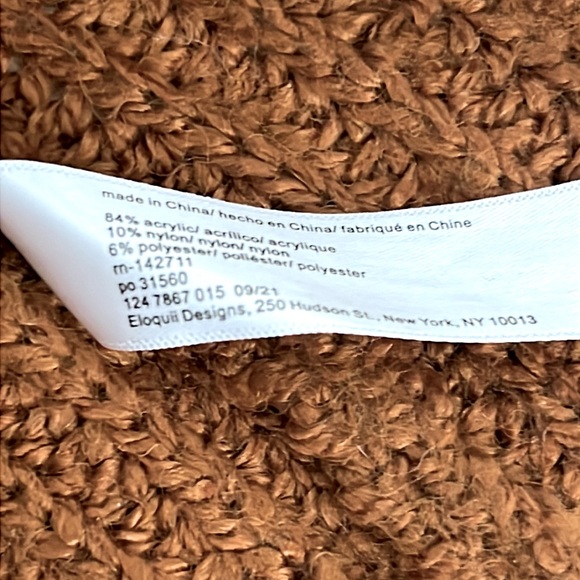 made in China/ hecho en China/ fabriqué en Chine
84% acrylic/ acrílico/ acrylique
10% nylon/ nylon/ nylon
6% polyester/ poliéster/ polyester
rn-142711
po 31560
124 7867 015 09/21
Eloquii Designs, 250 Hudson St., New York, NY 10013